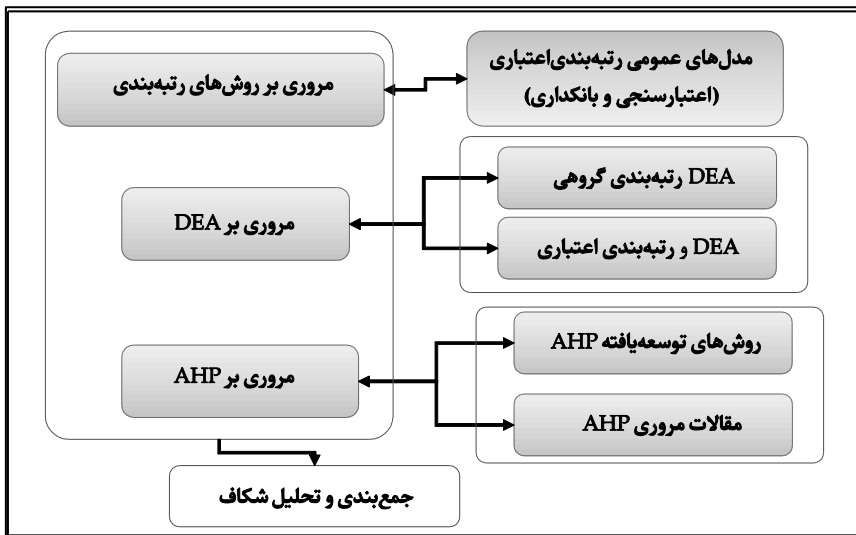 مدل‌های عمومی رتبه‌بندی‌اعتباری
(اعتبارسنجی و بانکداری)
مروری بر روش‌های رتبه‌بندی
DEA رتبه‌بندی گروهی
مروری بر DEA
DEA و رتبه‌بندی اعتباری
روش‌های توسعه‌یافته AHP
مروری بر AHP
مقالات مروری AHP
جمع‌بندی و تحلیل شکاف